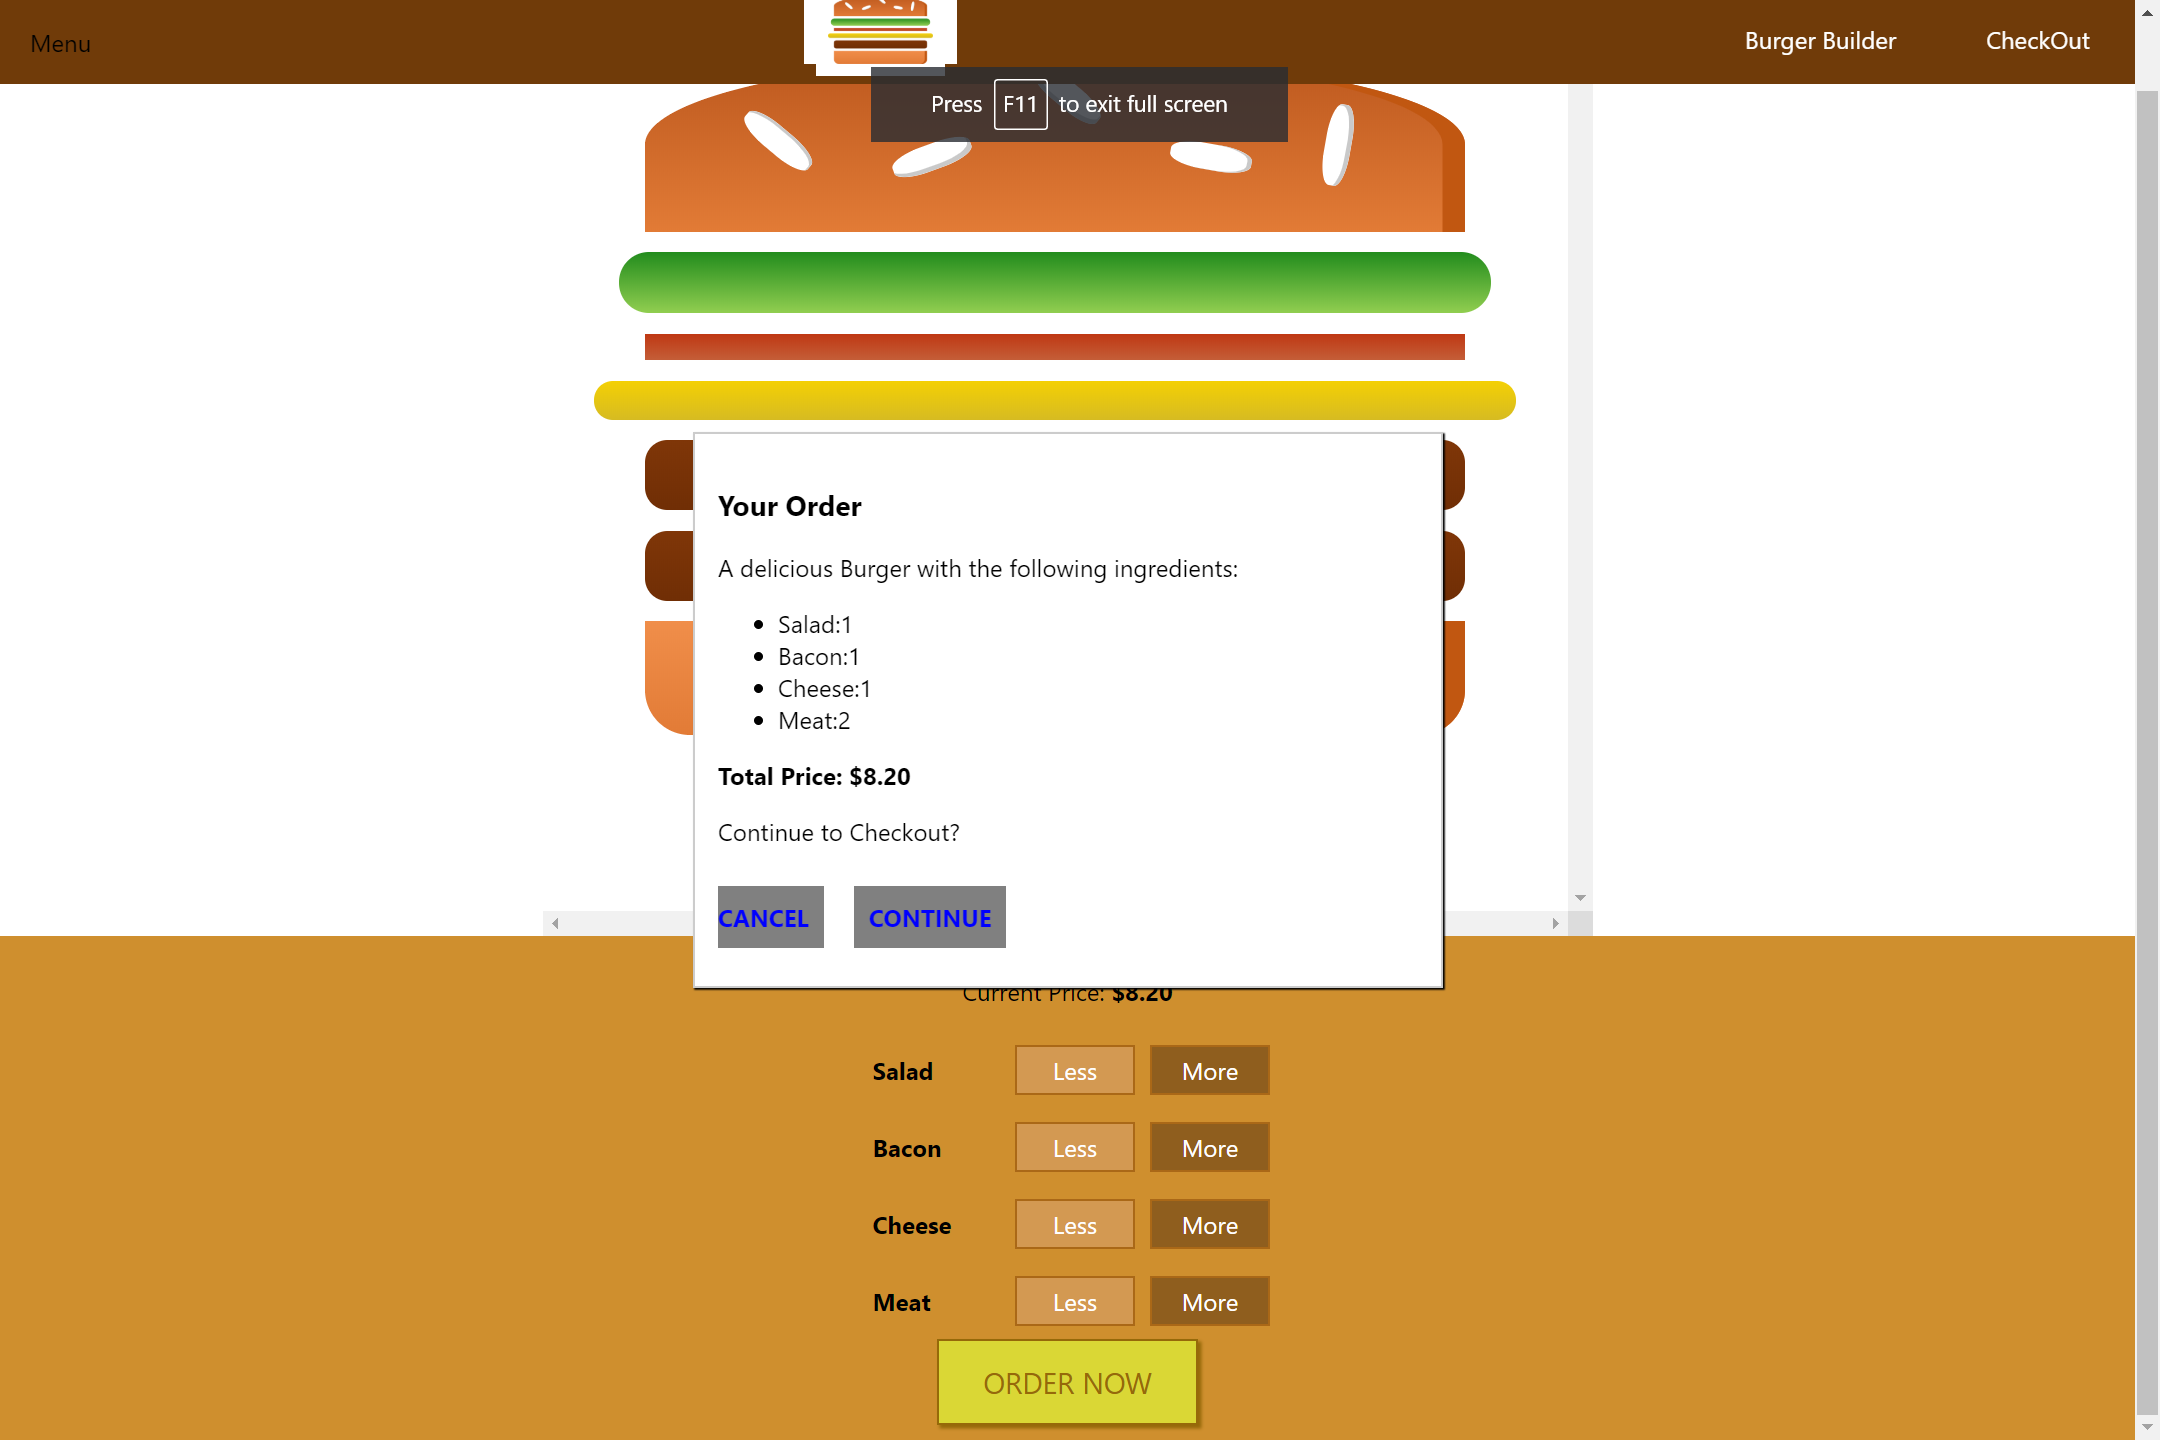 Menu
Burger Builder
CheckOut
Press F11 to exit full screen
Your Order
A delicious Burger with the following ingredients:
Salad:1
Bacon:1
Cheese:1
Meat:2
Total Price: $8.20
Continue to Checkout?
CANCEL CONTINUE
Current Price: $8.20
Salad Less More
Bacon Less More
Cheese Less More
Meat Less More
ORDER NOW